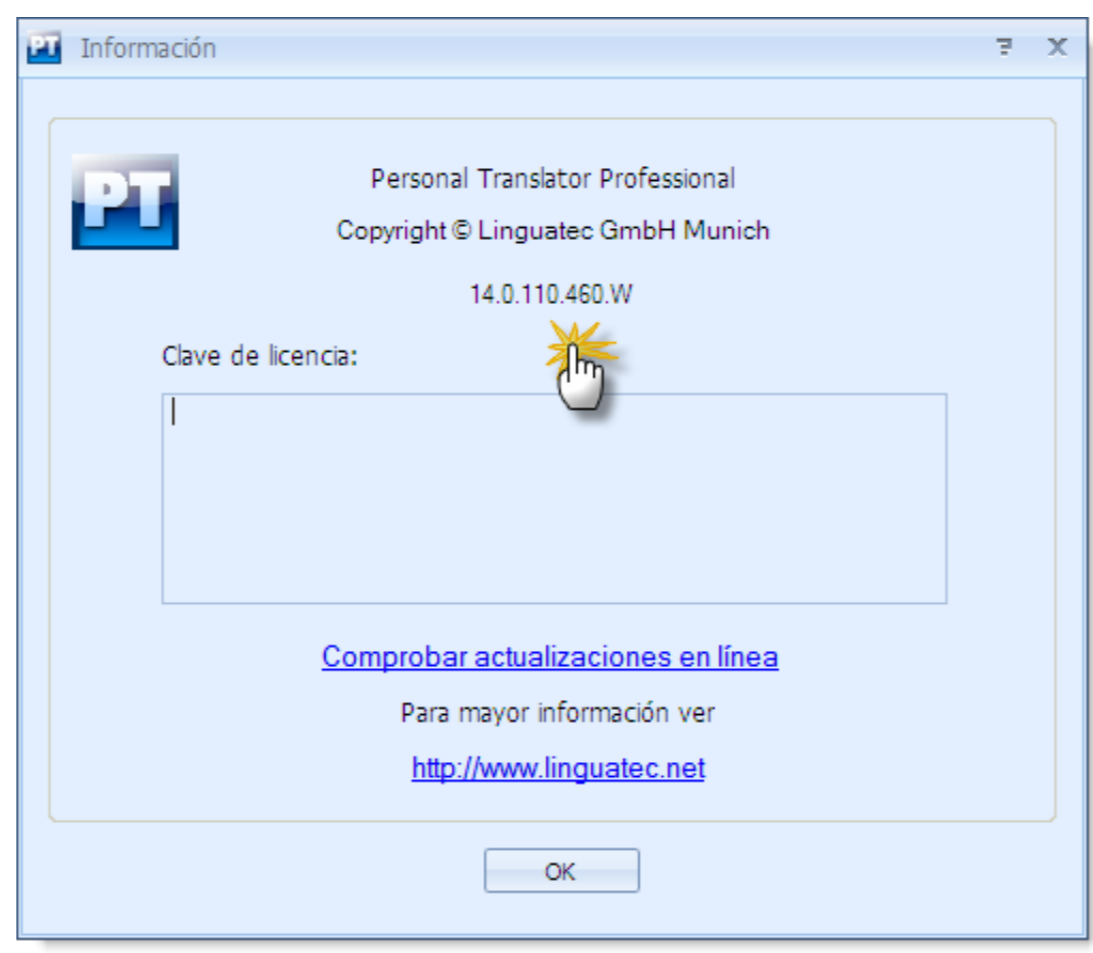 PT Información ? X
PT
Personal Translator Professional
Copyright © Linguatec GmbH Munich
14.0.110.460.W
Clave de licencia:
Comprobar actualizaciones en línea
Para mayor información ver
http://www.linguatec.net
OK